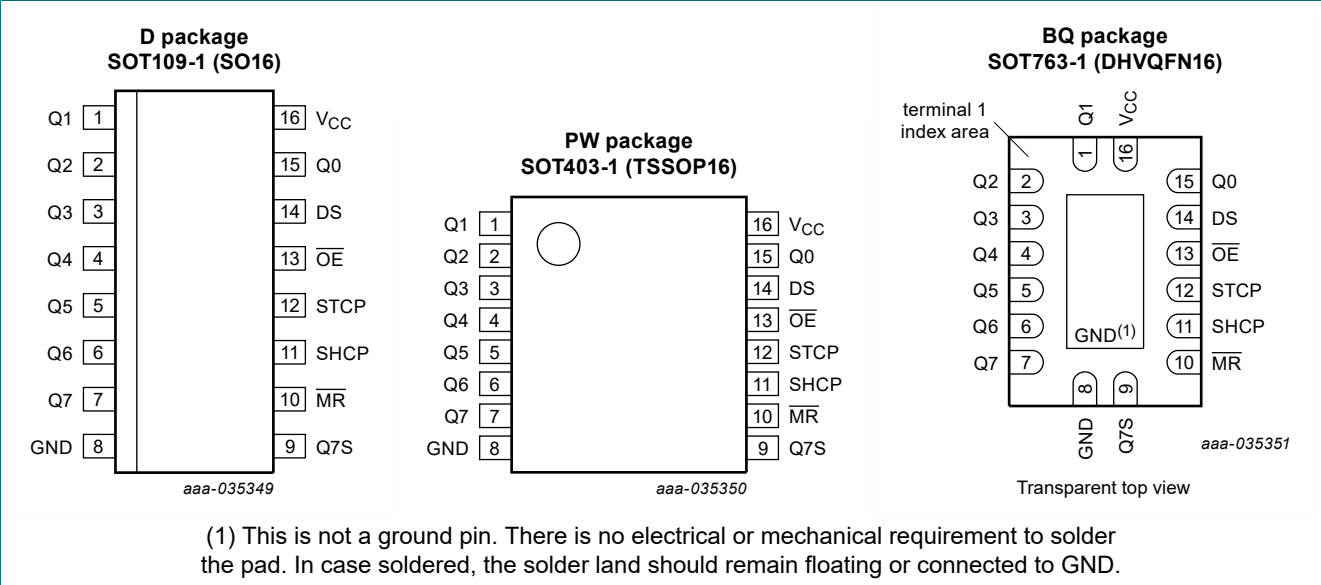 D package
SOT109-1 (SO16)
Q1 1 16 VCC
Q2 2 15 Q0
Q3 3 14 DS
Q4 4 13 O̅E̅
Q5 5 12 STCP
Q6 6 11 SHCP
Q7 7 10 M̅R̅
GND 8 9 Q7S
aaa-035349
PW package
SOT403-1 (TSSOP16)
Q1 1 16 VCC
Q2 2 15 Q0
Q3 3 14 DS
Q4 4 13 O̅E̅
Q5 5 12 STCP
Q6 6 11 SHCP
Q7 7 10 M̅R̅
GND 8 9 Q7S
aaa-035350
BQ package
SOT763-1 (DHVQFN16)
terminal 1
index area
Q1 VCC
1 16
Q2 2 15 Q0
Q3 3 14 DS
Q4 4 13 O̅E̅
Q5 5 12 STCP
Q6 6 11 SHCP
GND(1)
Q7 7 10 M̅R̅
8 9
GND Q7S
aaa-035351
Transparent top view
(1) This is not a ground pin. There is no electrical or mechanical requirement to solder
the pad. In case soldered, the solder land should remain floating or connected to GND.